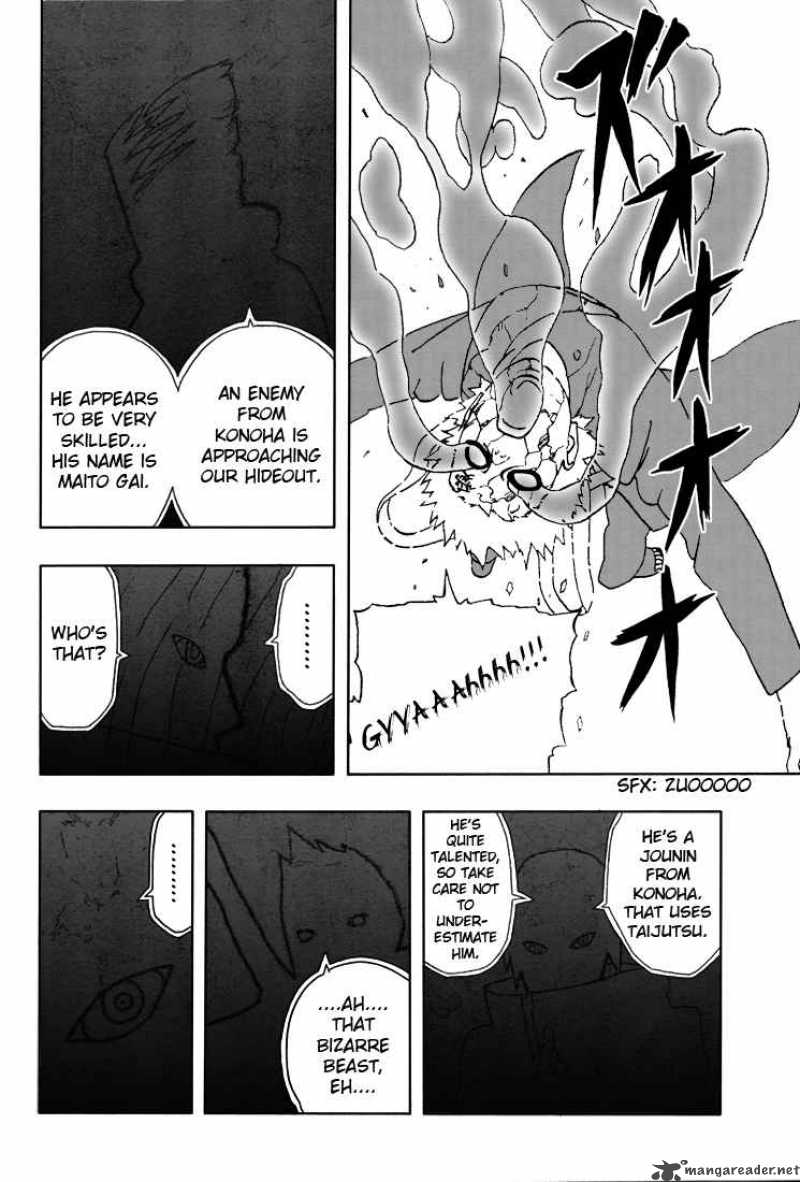 ズオオオオ
GYYAAAhhhh!!!
SFX: ZUOOOOO
AN ENEMY
FROM
KONOHA IS
APPROACHING
OUR HIDEOUT.
HE APPEARS
TO BE VERY
SKILLED...
HIS NAME IS
MAITO GAI.
.........
WHO'S
THAT?
HE'S A
JOUNIN
FROM
KONOHA.
THAT USES
TAIJUTSU.
HE'S
QUITE
TALENTED,
SO TAKE
CARE NOT
TO
UNDER-
ESTIMATE
HIM.
....AH....
THAT
BIZARRE
BEAST,
EH....
........
mangareader.net